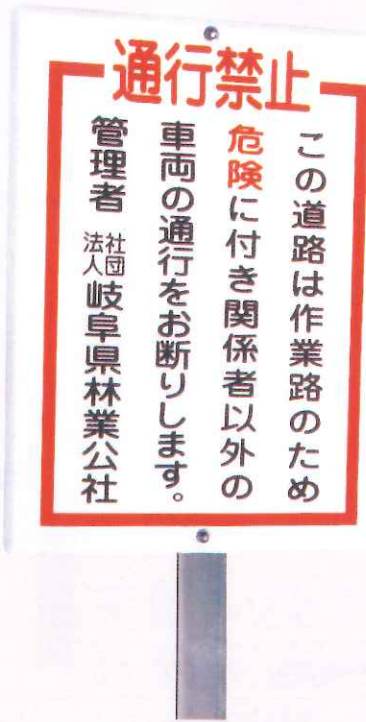 通行禁止
この道路は作業路のため
危険に付き関係者以外の
車両の通行をお断りします。
管理者 社団法人 岐阜県林業公社